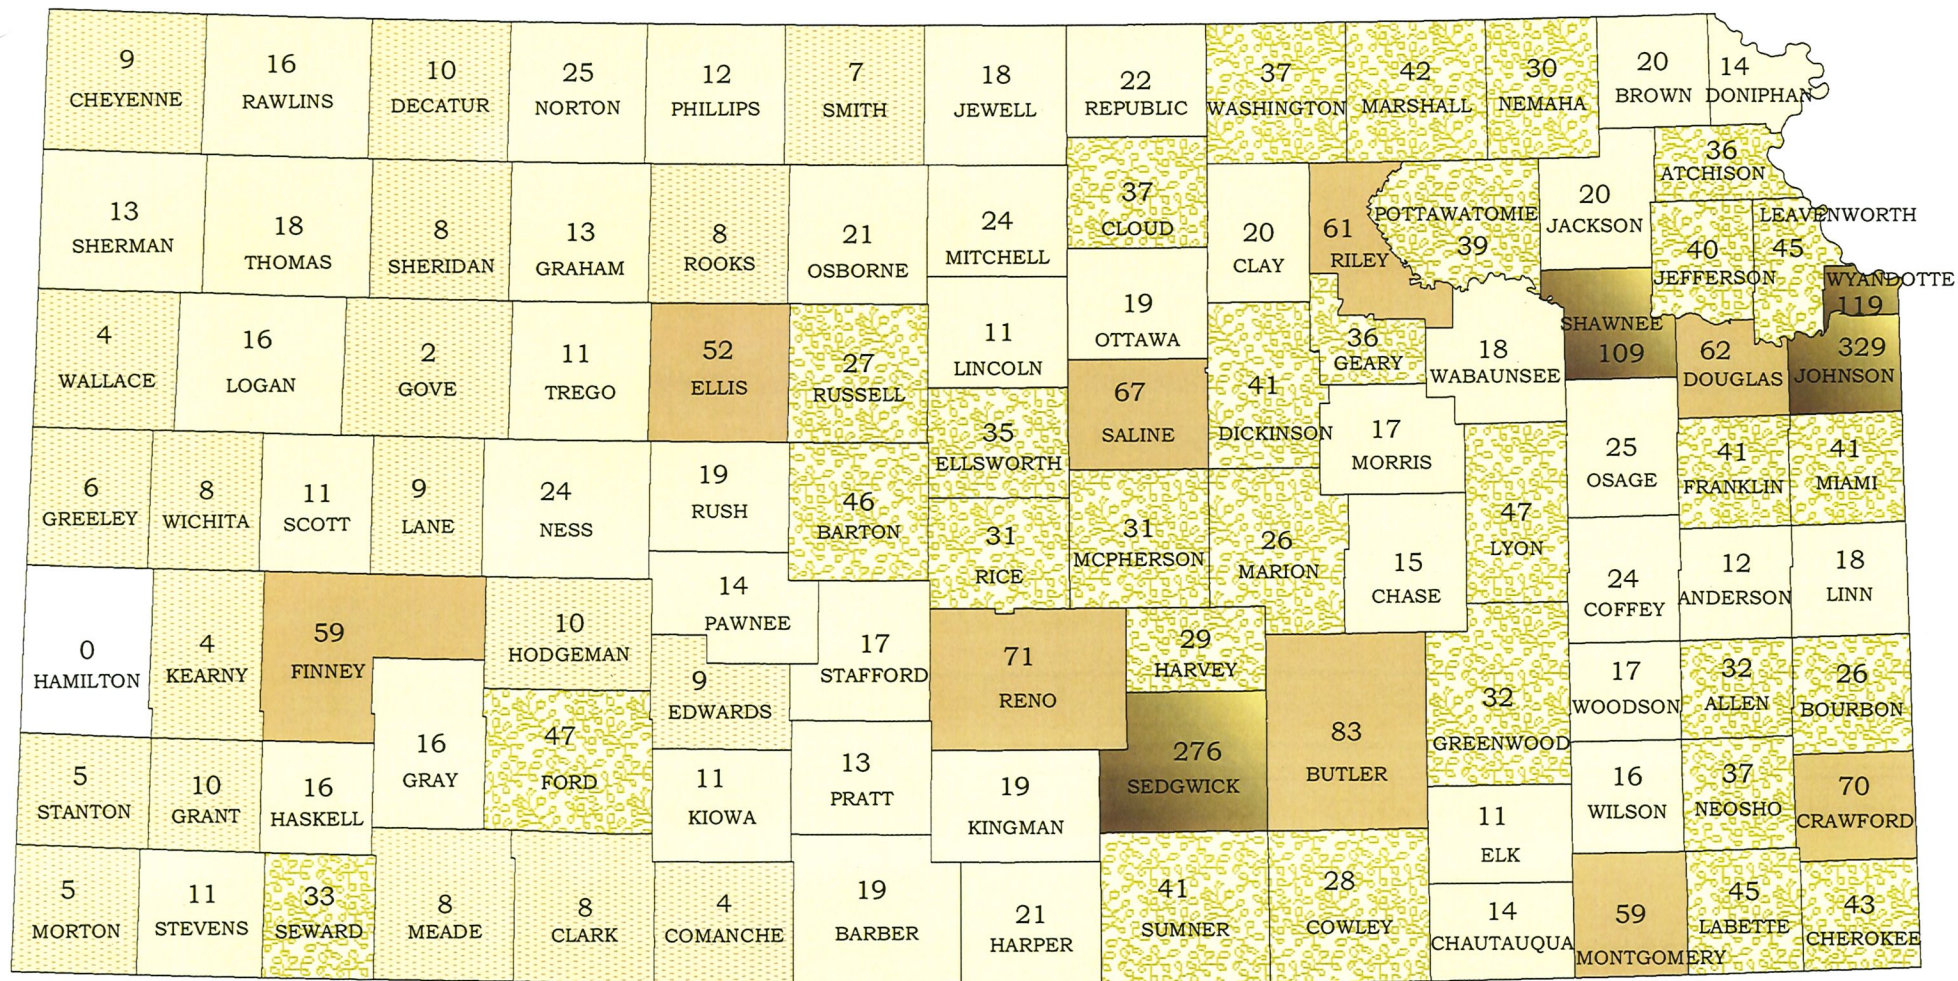 9
CHEYENNE
16
RAWLINS
10
DECATUR
25
NORTON
12
PHILLIPS
7
SMITH
18
JEWELL
22
REPUBLIC
37
WASHINGTON
42
MARSHALL
30
NEMAHA
20
BROWN
14
DONIPHAN
13
SHERMAN
18
THOMAS
8
SHERIDAN
13
GRAHAM
8
ROOKS
21
OSBORNE
24
MITCHELL
37
CLOUD
20
CLAY
61
RILEY
POTTAWATOMIE
39
20
JACKSON
36
ATCHISON
40
JEFFERSON
LEAVENWORTH
45
WYANDOTTE
119
4
WALLACE
16
LOGAN
2
GOVE
11
TREGO
52
ELLIS
27
RUSSELL
11
LINCOLN
19
OTTAWA
67
SALINE
41
DICKINSON
36
GEARY
18
WABAUNSEE
SHAWNEE
109
62
DOUGLAS
329
JOHNSON
6
GREELEY
8
WICHITA
11
SCOTT
9
LANE
24
NESS
19
RUSH
46
BARTON
35
ELLSWORTH
31
RICE
31
MCPHERSON
26
MARION
17
MORRIS
15
CHASE
47
LYON
25
OSAGE
41
FRANKLIN
41
MIAMI
24
COFFEY
12
ANDERSON
18
LINN
0
HAMILTON
4
KEARNY
59
FINNEY
10
HODGEMAN
14
PAWNEE
9
EDWARDS
17
STAFFORD
71
RENO
29
HARVEY
276
SEDGWICK
83
BUTLER
32
GREENWOOD
17
WOODSON
32
ALLEN
26
BOURBON
5
STANTON
10
GRANT
16
HASKELL
16
GRAY
47
FORD
11
KIOWA
13
PRATT
19
KINGMAN
11
ELK
16
WILSON
37
NEOSHO
70
CRAWFORD
5
MORTON
11
STEVENS
33
SEWARD
8
MEADE
8
CLARK
4
COMANCHE
19
BARBER
21
HARPER
41
SUMNER
28
COWLEY
14
CHAUTAUQUA
59
MONTGOMERY
45
LABETTE
43
CHEROKEE